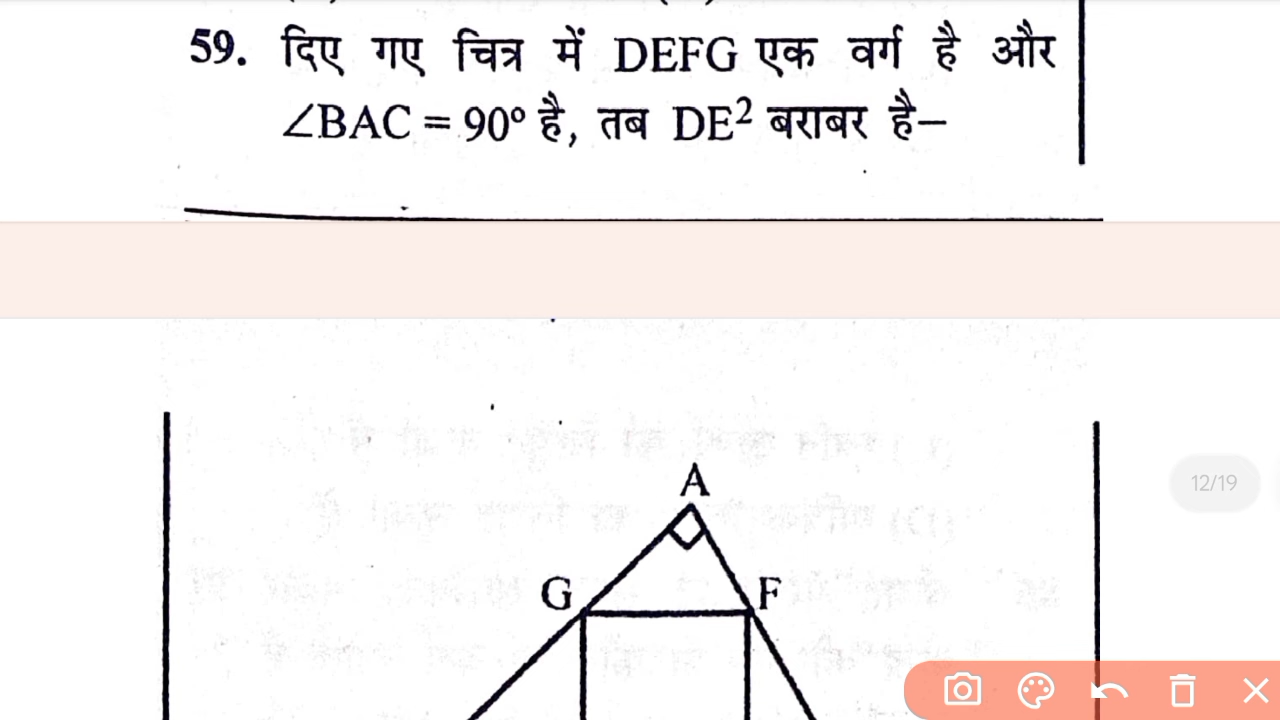 59. दिए गए चित्र में DEFG एक वर्ग है और
∠BAC = 90° है, तब DE² बराबर है–
12/19
A
G
F